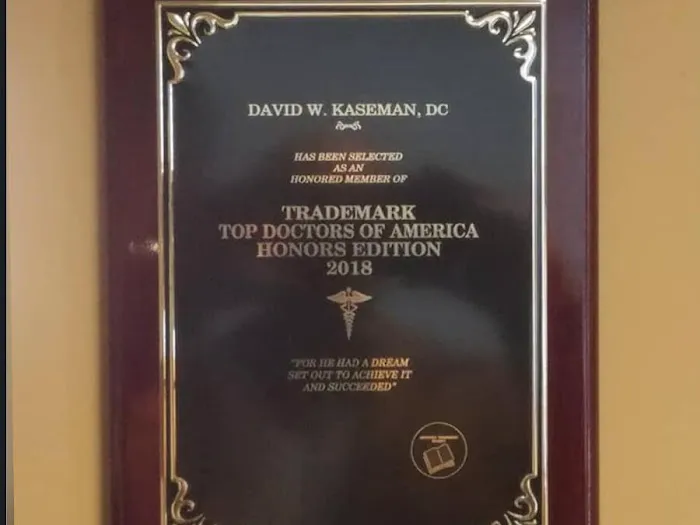 DAVID W. KASEMAN, DC
HAS BEEN SELECTED
AS AN
HONORED MEMBER OF
TRADEMARK
TOP DOCTORS OF AMERICA
HONORS EDITION
2018
"FOR HE HAD A DREAM
SET OUT TO ACHIEVE IT
AND SUCCEEDED"